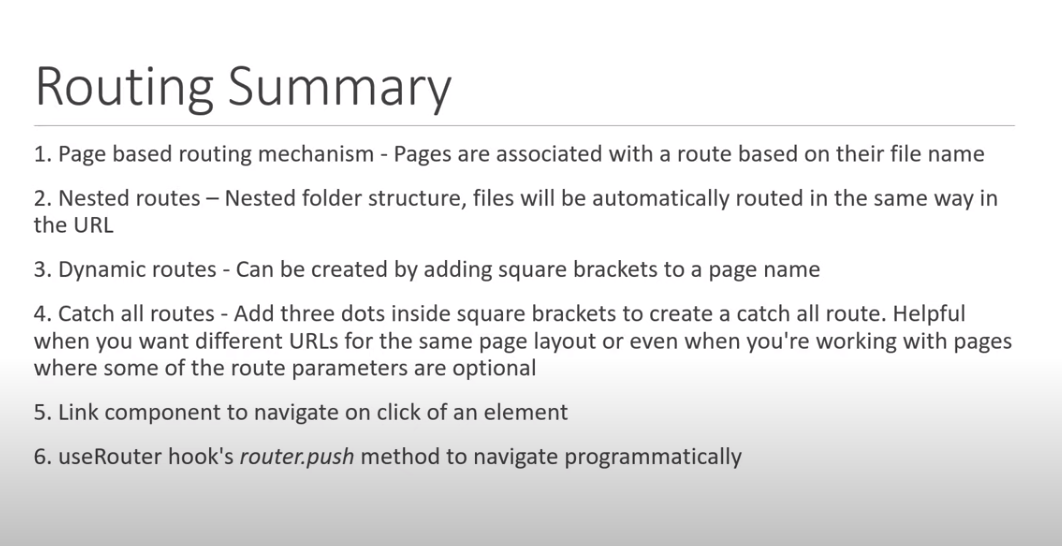 Routing Summary
1. Page based routing mechanism - Pages are associated with a route based on their file name
2. Nested routes – Nested folder structure, files will be automatically routed in the same way in
the URL
3. Dynamic routes - Can be created by adding square brackets to a page name
4. Catch all routes - Add three dots inside square brackets to create a catch all route. Helpful
when you want different URLs for the same page layout or even when you're working with pages
where some of the route parameters are optional
5. Link component to navigate on click of an element
6. useRouter hook's router.push method to navigate programmatically